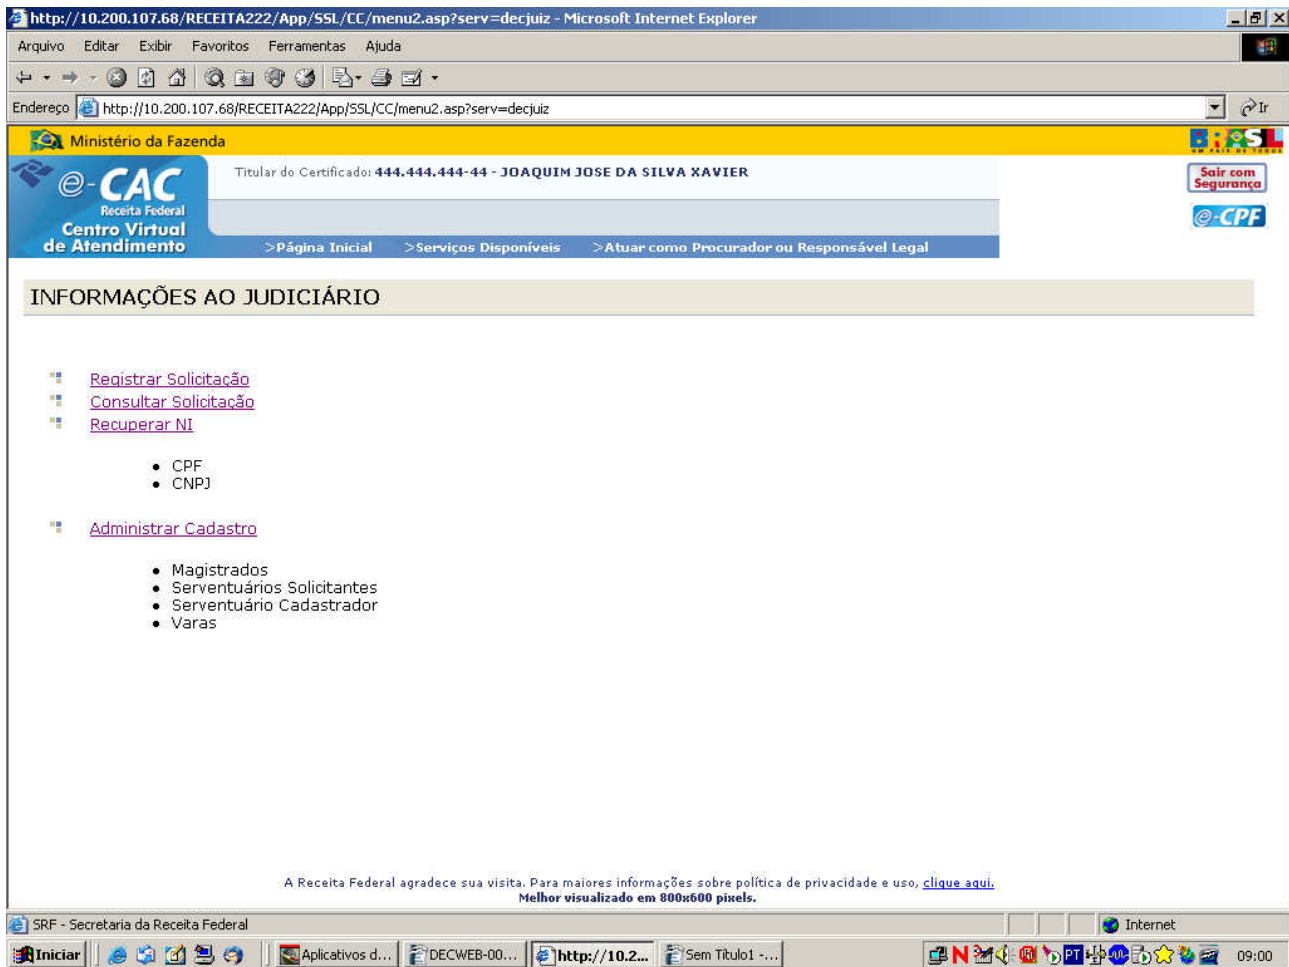 http://10.200.107.68/RECEITA222/App/SSL/CC/menu2.asp?serv=decjuiz - Microsoft Internet Explorer
Arquivo Editar Exibir Favoritos Ferramentas Ajuda
Endereço http://10.200.107.68/RECEITA222/App/SSL/CC/menu2.asp?serv=decjuiz Ir
Ministério da Fazenda
BRASIL
UM PAÍS DE TODOS
e-CAC
Receita Federal
Centro Virtual
de Atendimento
Titular do Certificado: 444.444.444-44 - JOAQUIM JOSE DA SILVA XAVIER
Sair com
Segurança
e-CPF
>Página Inicial >Serviços Disponíveis >Atuar como Procurador ou Responsável Legal
INFORMAÇÕES AO JUDICIÁRIO
Registrar Solicitação
Consultar Solicitação
Recuperar NI
CPF
CNPJ
Administrar Cadastro
Magistrados
Serventuários Solicitantes
Serventuário Cadastrador
Varas
A Receita Federal agradece sua visita. Para maiores informações sobre política de privacidade e uso, clique aqui.
Melhor visualizado em 800x600 pixels.
SRF - Secretaria da Receita Federal Internet
Iniciar Aplicativos d... DECWEB-00... http://10.2... Sem Título1 -... N PT 09:00